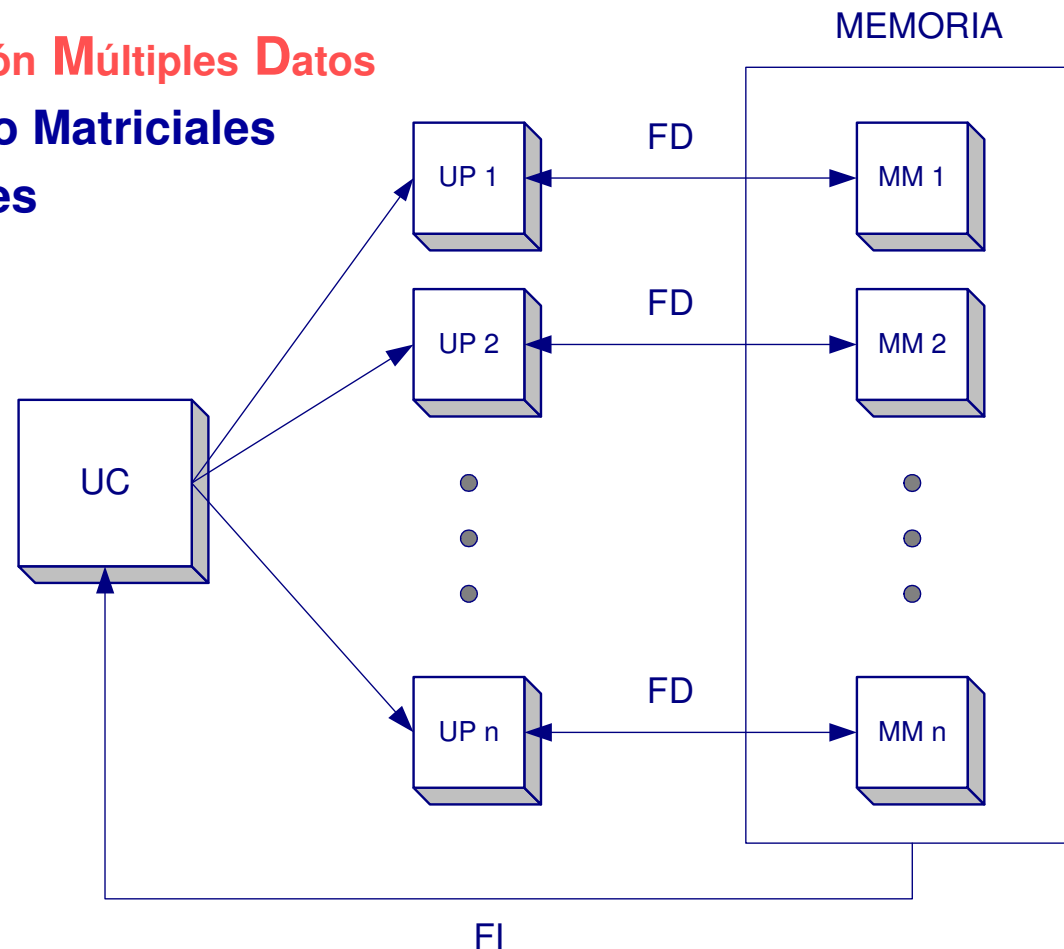 MEMORIA
ón Múltiples Datos
o Matriciales
es
FD
UP 1
MM 1
FD
UP 2
MM 2
UC
FD
UP n
MM n
FI